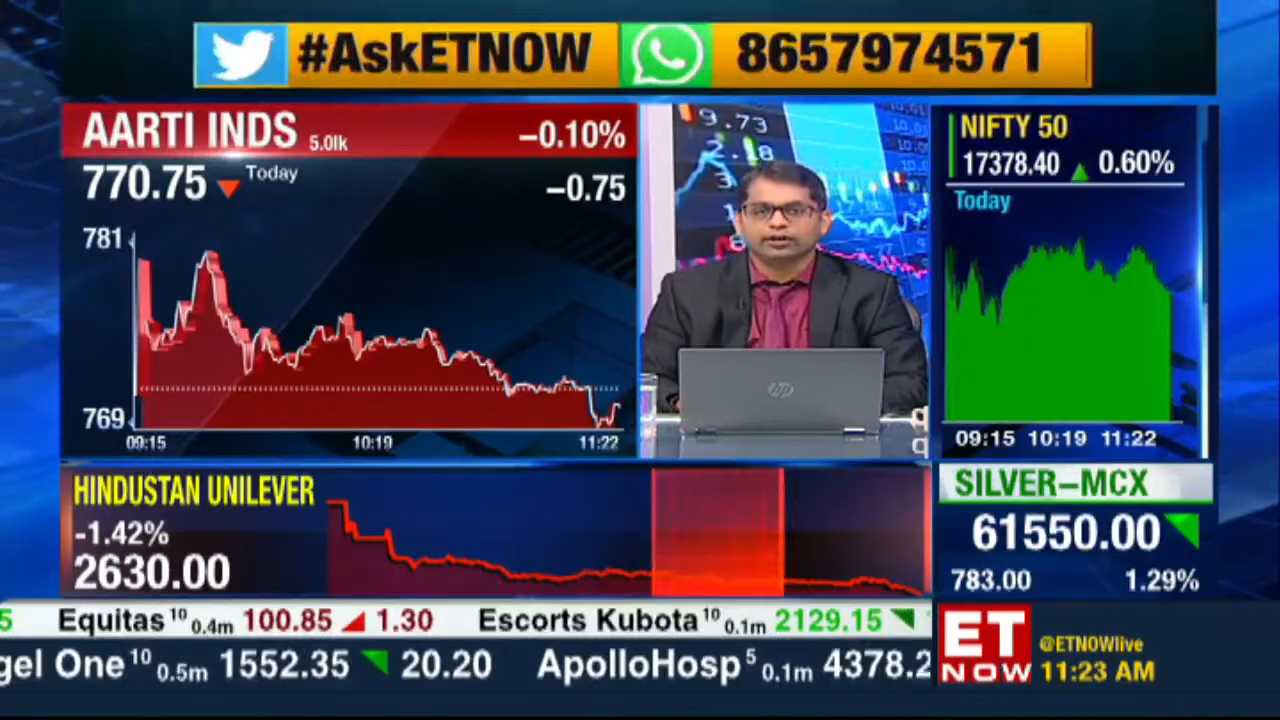 #AskETNOW 8657974571
AARTI INDS 5.0lk -0.10%
770.75 Today -0.75
781
769
09:15 10:19 11:22
9.73
NIFTY 50
17378.40 0.60%
Today
09:15 10:19 11:22
hp
HINDUSTAN UNILEVER
-1.42%
2630.00
SILVER-MCX
61550.00
783.00 1.29%
5 Equitas 10 0.4m 100.85 1.30 Escorts Kubota 10 0.1m 2129.15
gel One 10 0.5m 1552.35 20.20 ApolloHosp 5 0.1m 4378.2
ET NOW
@ETNOWlive
11:23 AM